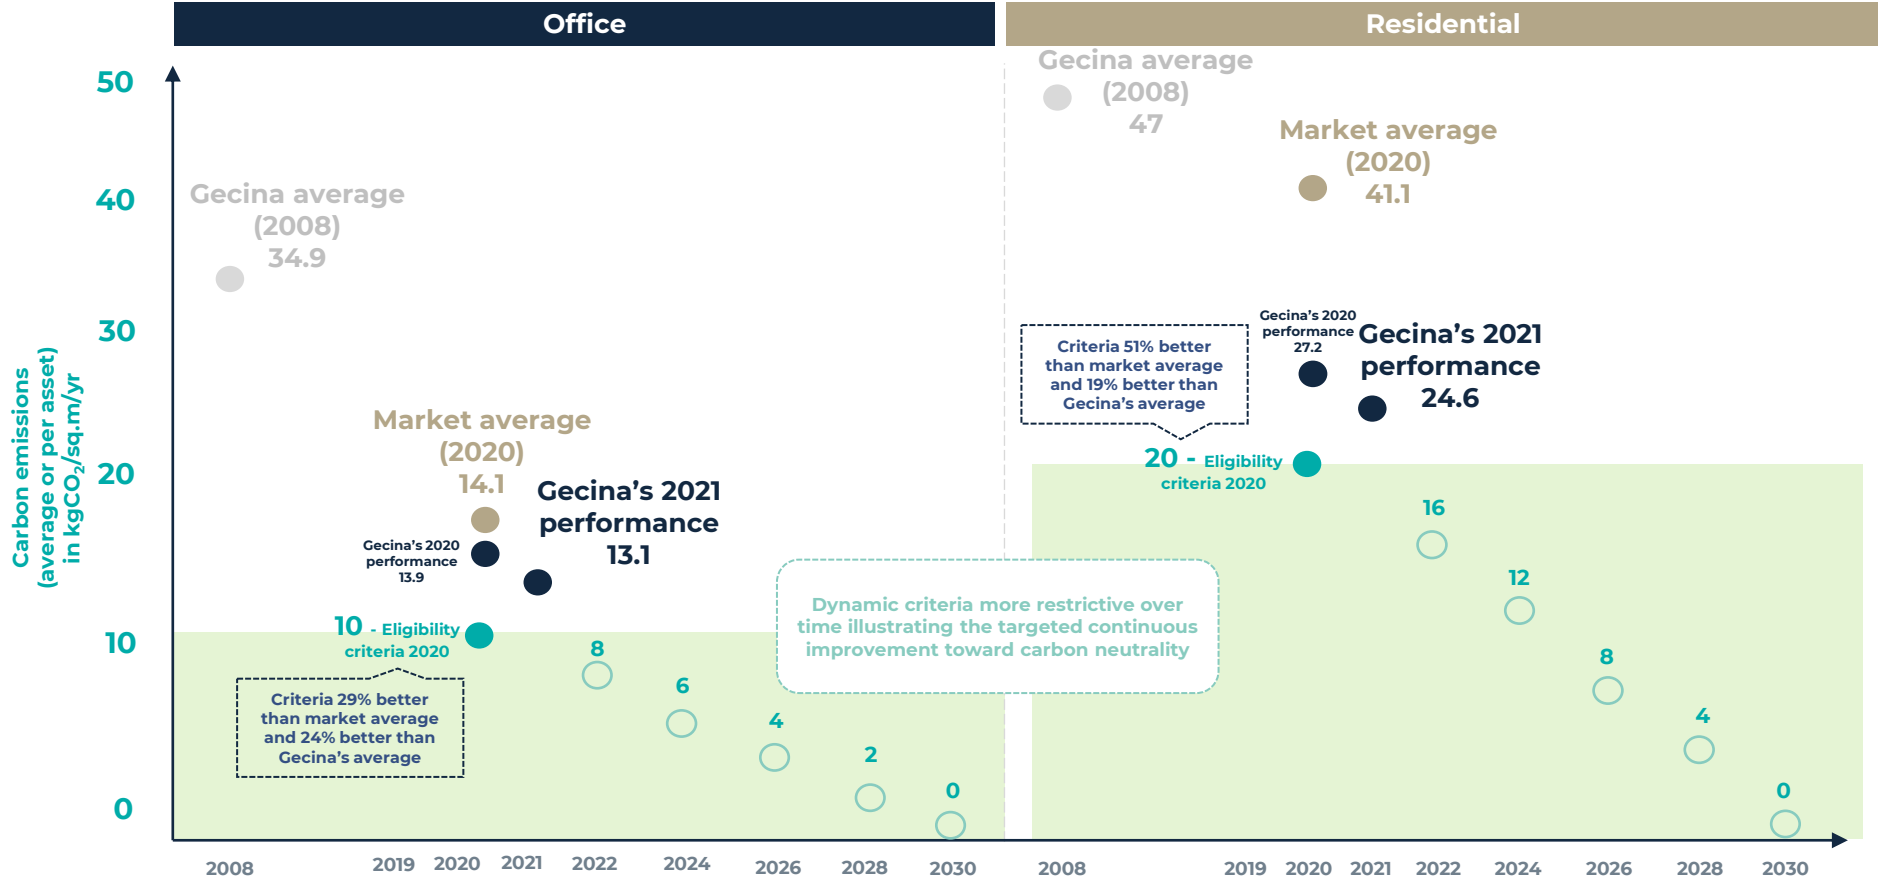 Office
Residential
Carbon emissions
(average or per asset)
in kgCO₂/sq.m/yr
50
40
30
20
10
0
Gecina average
(2008)
34.9
Market average
(2020)
14.1
Gecina's 2020
performance
13.9
Gecina's 2021
performance
13.1
10 - Eligibility
criteria 2020
Criteria 29% better
than market average
and 24% better than
Gecina's average
8
6
4
2
0
Dynamic criteria more restrictive over
time illustrating the targeted continuous
improvement toward carbon neutrality
Gecina average
(2008)
47
Market average
(2020)
41.1
Gecina's 2020
performance
27.2
Gecina's 2021
performance
24.6
Criteria 51% better
than market average
and 19% better than
Gecina's average
20 - Eligibility
criteria 2020
16
12
8
4
0
2008 2019 2020 2021 2022 2024 2026 2028 2030
2008 2019 2020 2021 2022 2024 2026 2028 2030